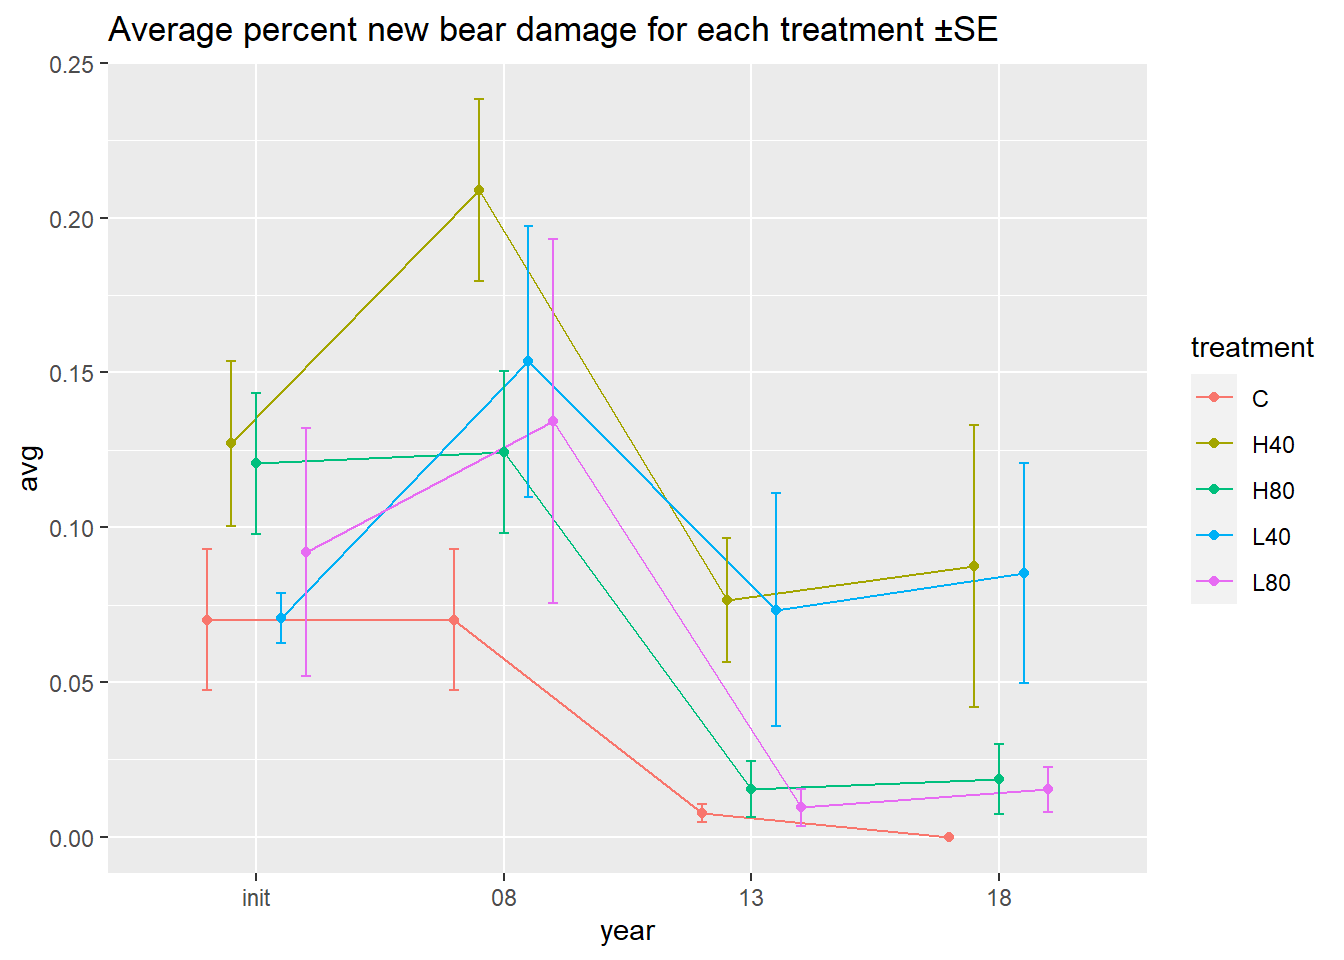 Average percent new bear damage for each treatment ±SE
0.25
0.20
0.15
0.10
0.05
0.00
avg
init 08 13 18
year
treatment
C
H40
H80
L40
L80